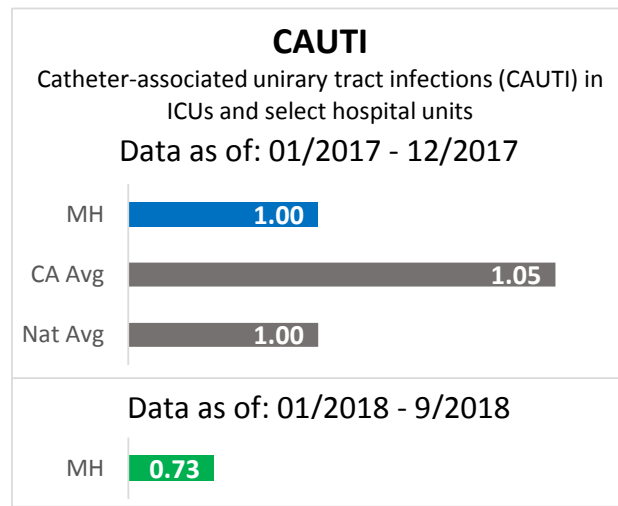 CAUTI
Catheter-associated unirary tract infections (CAUTI) in
ICUs and select hospital units
Data as of: 01/2017 - 12/2017
MH 1.00
CA Avg 1.05
Nat Avg 1.00
Data as of: 01/2018 - 9/2018
MH 0.73